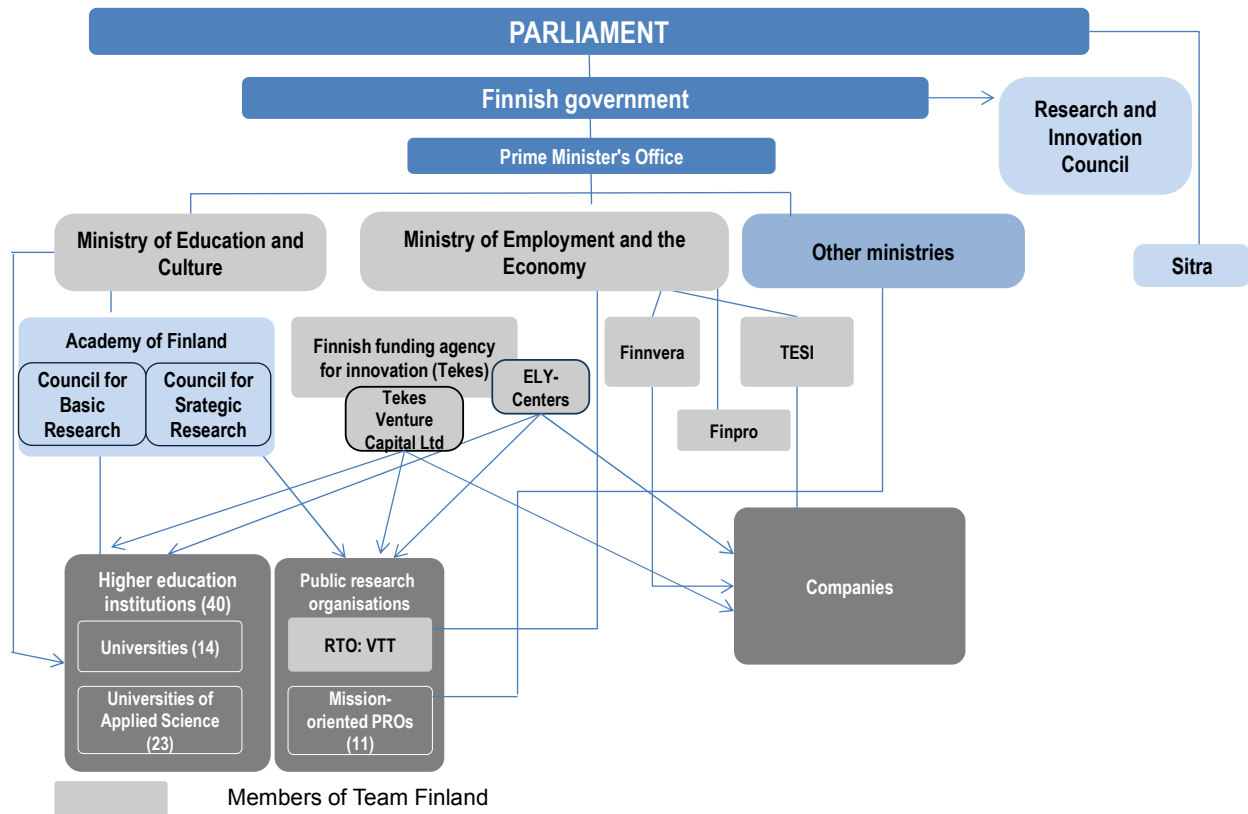 PARLIAMENT
Finnish government
Research and
Innovation
Council
Prime Minister's Office
Ministry of Education and
Culture
Ministry of Employment and the
Economy
Other ministries
Sitra
Academy of Finland
Council for
Basic
Research
Council for
Srategic
Research
Finnish funding agency
for innovation (Tekes)
Tekes
Venture
Capital Ltd
ELY-
Centers
Finnvera
TESI
Finpro
Higher education
institutions (40)
Universities (14)
Universities of
Applied Science
(23)
Public research
organisations
RTO: VTT
Mission-
oriented PROs
(11)
Companies
Members of Team Finland